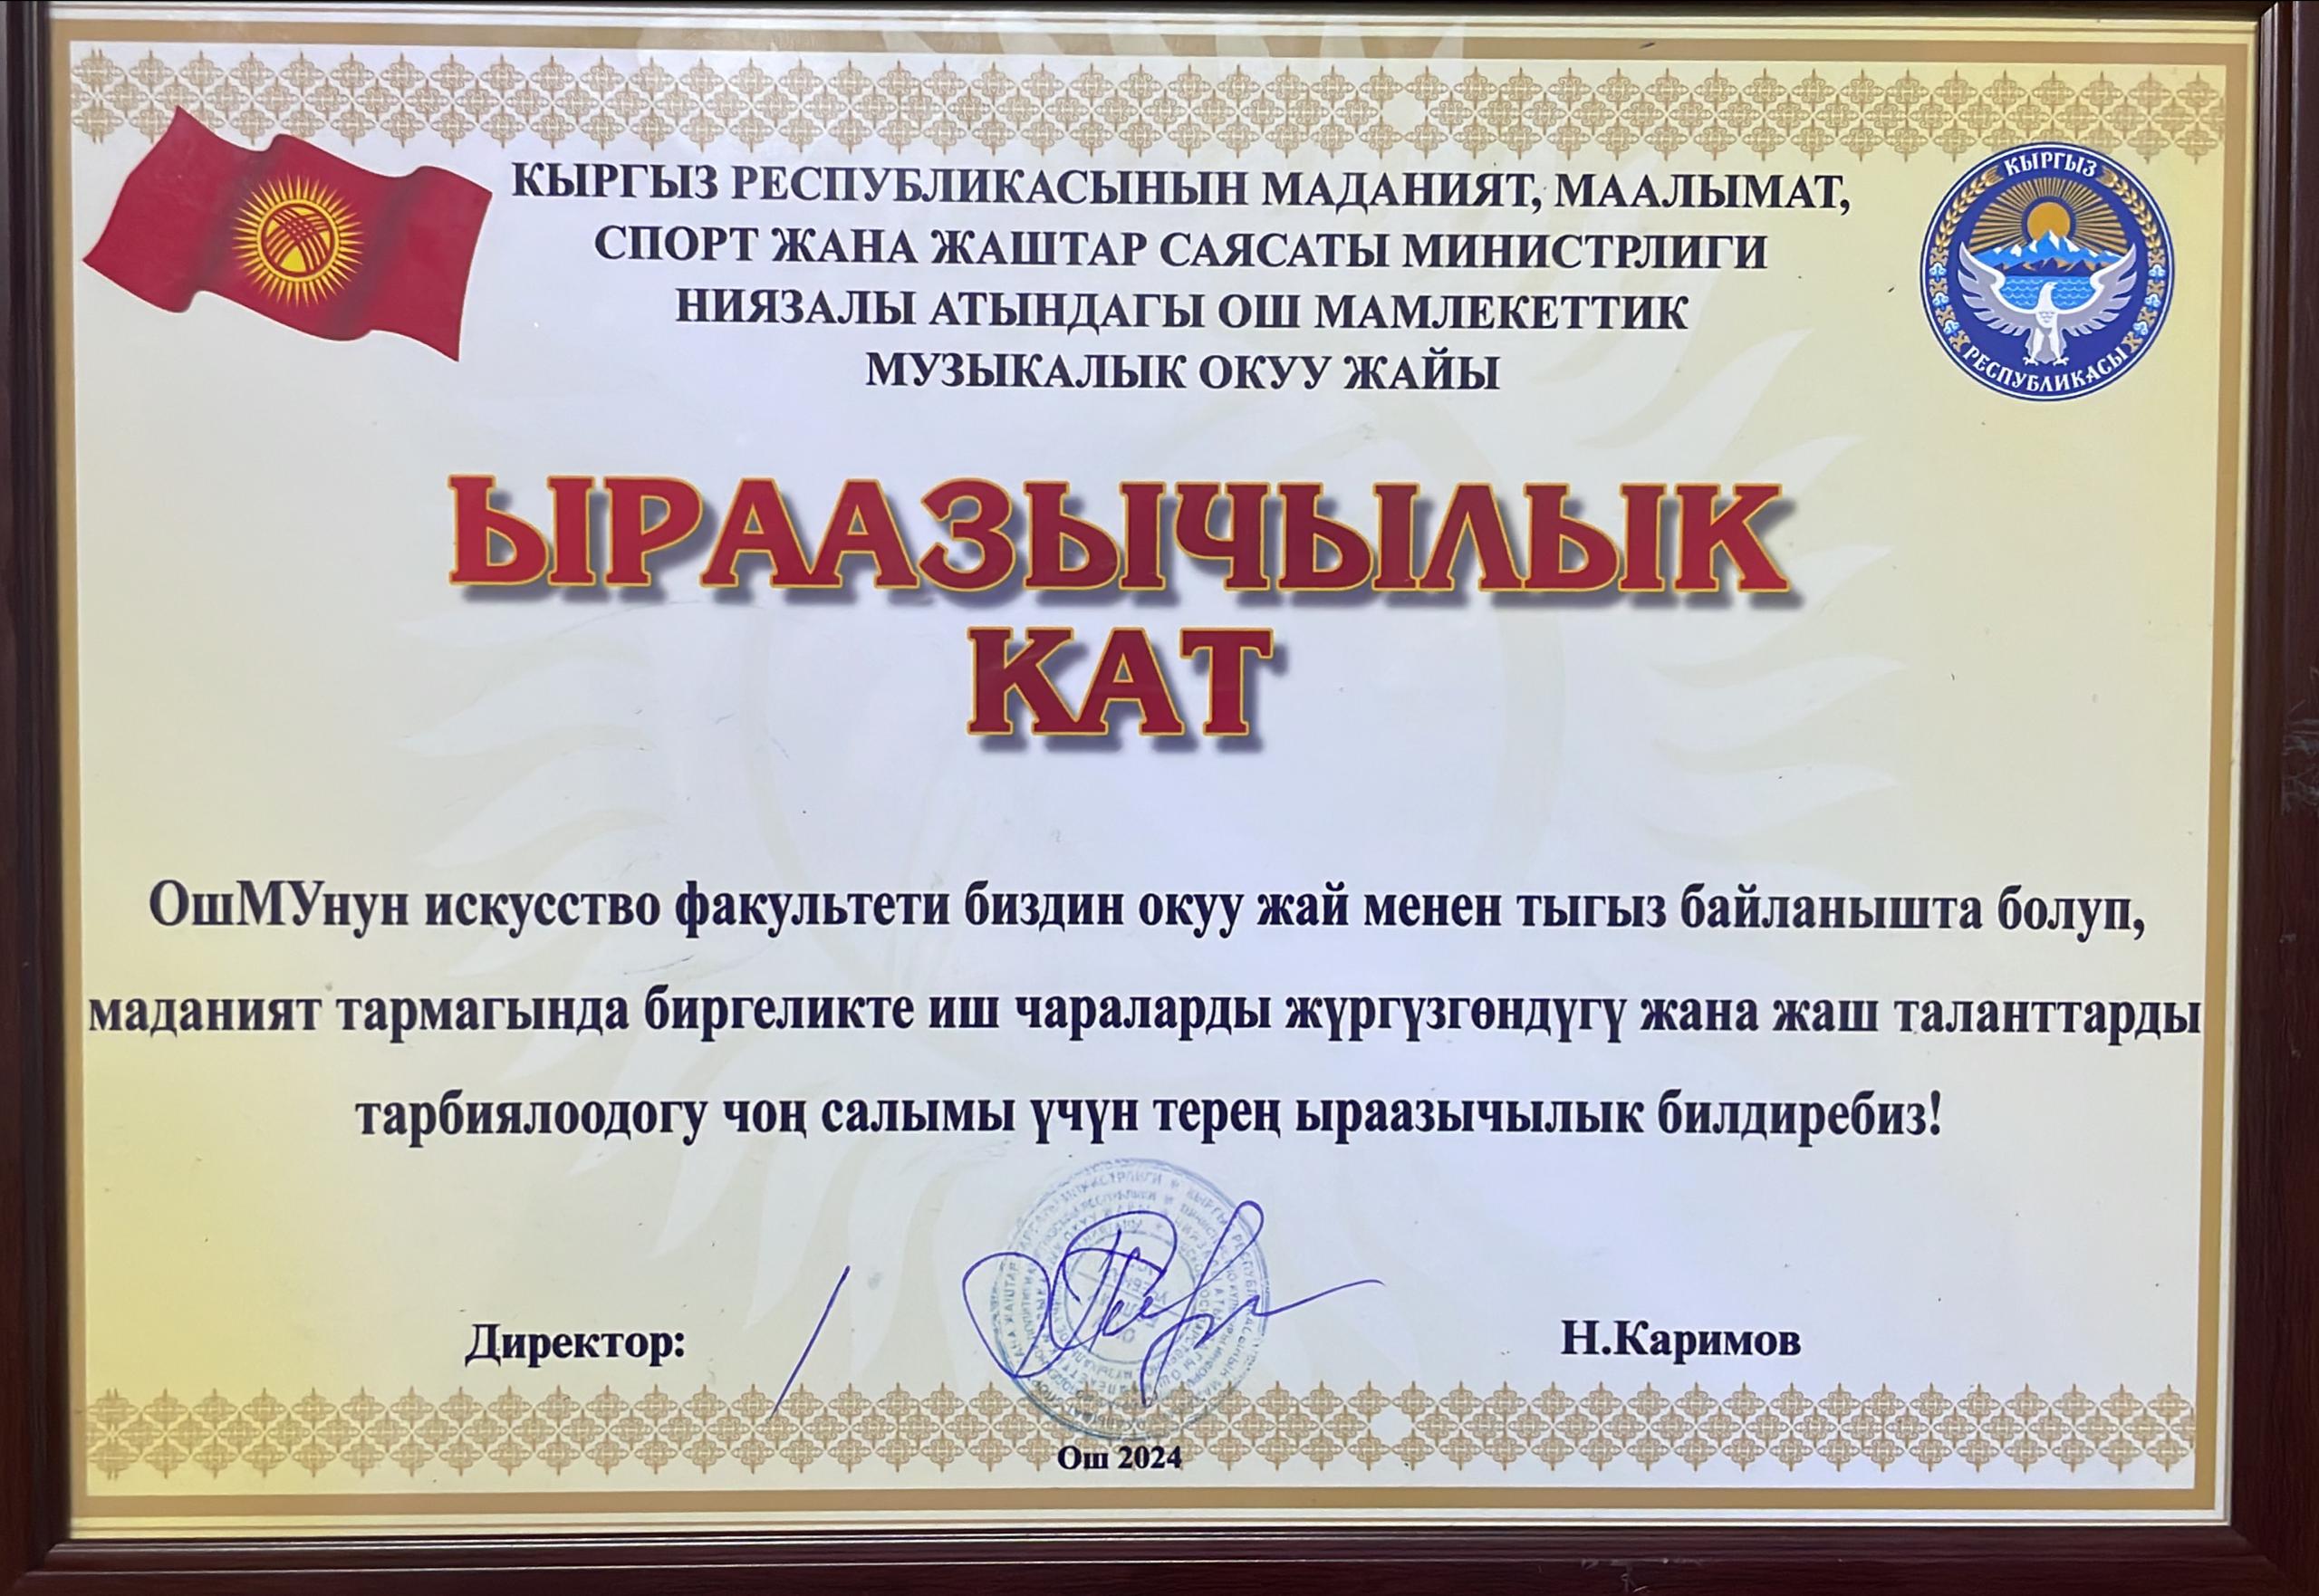 КЫРГЫЗ РЕСПУБЛИКАСЫНЫН МАДАНИЯТ, МААЛЫМАТ,
СПОРТ ЖАНА ЖАШТАР САЯСАТЫ МИНИСТРЛИГИ
НИЯЗАЛЫ АТЫНДАГЫ ОШ МАМЛЕКЕТТИК
МУЗЫКАЛЫК ОКУУ ЖАЙЫ
КЫРГЫЗ
РЕСПУБЛИКАСЫ
ЫРААЗЫЧЫЛЫК
КАТ
ОшМУнун искусство факультети биздин окуу жай менен тыгыз байланышта болуп,
маданият тармагында биргеликте иш чараларды жүргүзгөндүгү жана жаш таланттарды
тарбиялоодогу чоң салымы үчүн терең ыраазычылык билдиребиз!
Директор:
Н.Каримов
Ош 2024